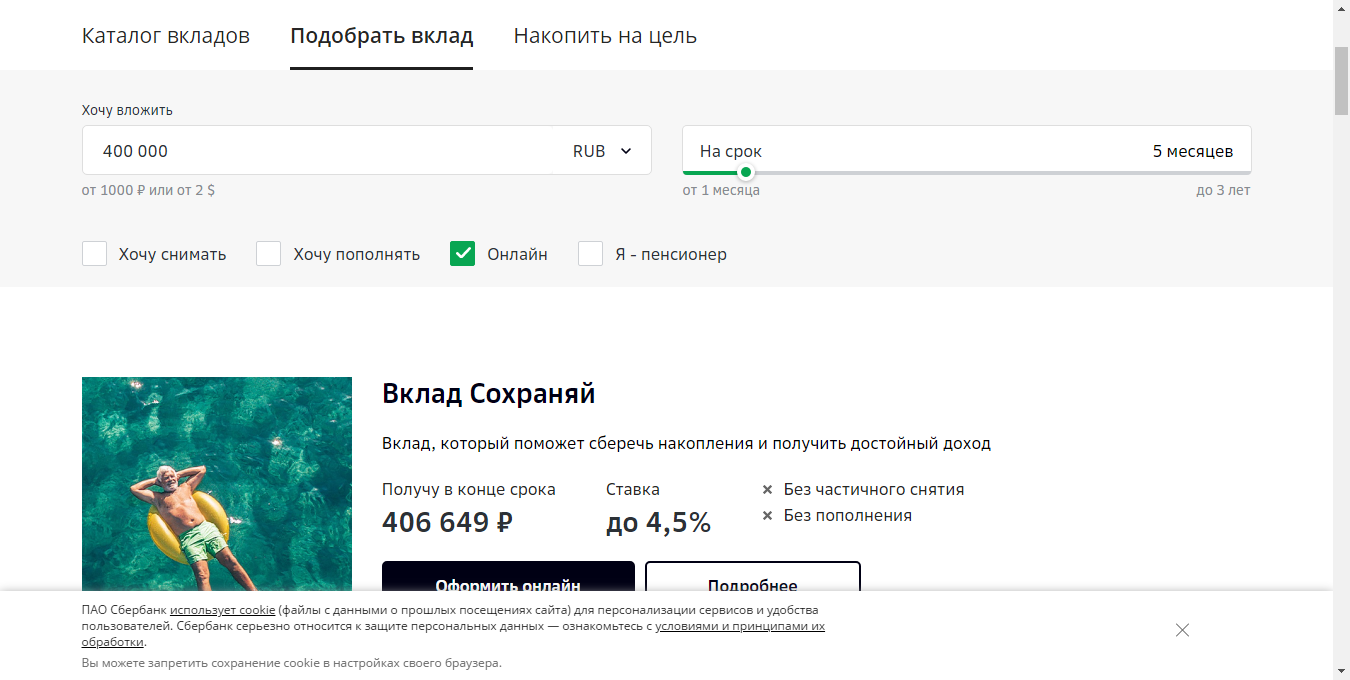 Каталог вкладов Подобрать вклад Накопить на цель
Хочу вложить
400 000 RUB
На срок 5 месяцев
от 1000 ₽ или от 2 $
от 1 месяца до 3 лет
Хочу снимать Хочу пополнять Онлайн Я - пенсионер
Вклад Сохраняй
Вклад, который поможет сберечь накопления и получить достойный доход
Получу в конце срока
406 649 ₽
Ставка
до 4,5%
Без частичного снятия
Без пополнения
Оформить онлайн
Подробнее
ПАО Сбербанк использует cookie (файлы с данными о прошлых посещениях сайта) для персонализации сервисов и удобства
пользователей. Сбербанк серьезно относится к защите персональных данных — ознакомьтесь с условиями и принципами их
обработки.
Вы можете запретить сохранение cookie в настройках своего браузера.